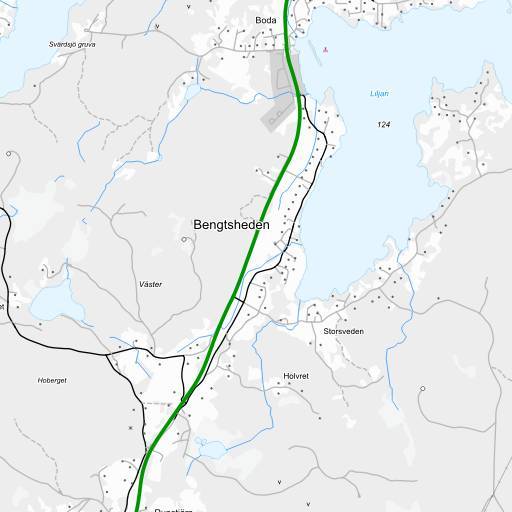 Boda
Svärdsjö gruva
Liljan
124
Bengtsheden
Väster
Storsveden
Hoberget
Holvret